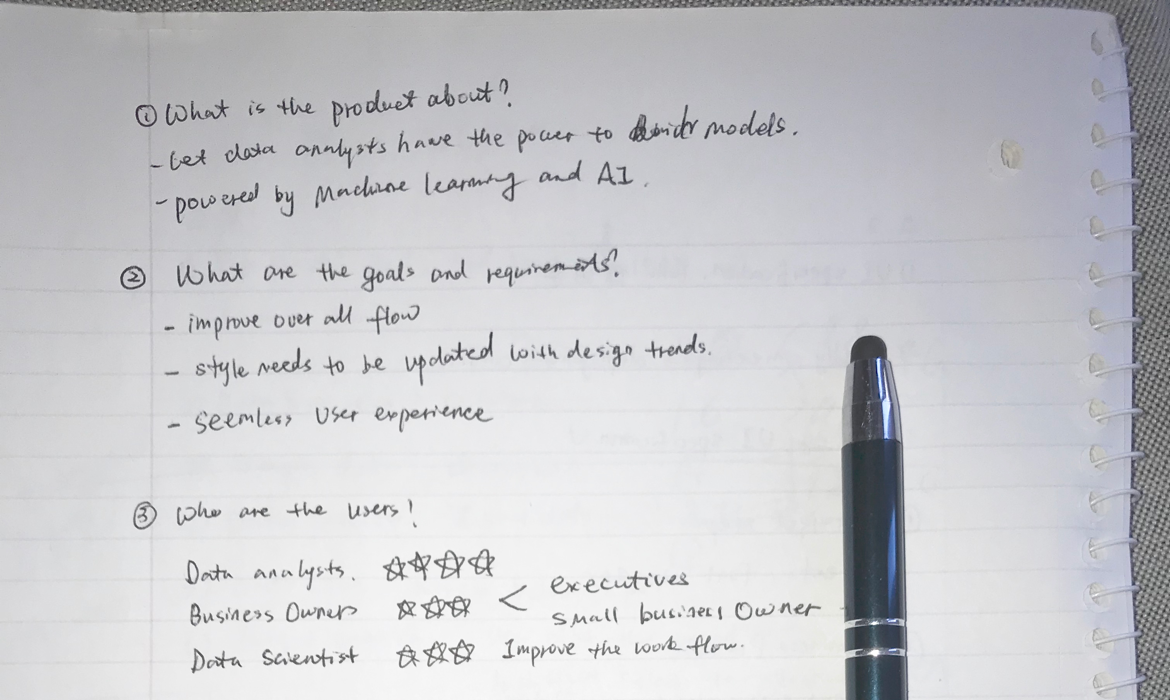 ① What is the product about?
- Let data analysts have the power to models.
- powered by Machine learning and AI.
② What are the goals and requirements?
- improve over all flow
- style needs to be updated with design trends.
- seemless User experience
③ Who are the users?
Data analysts. ☆☆☆☆
Business Owner ☆☆☆ < executives
small business Owner
Data Scientist ☆☆☆ Improve the work flow.